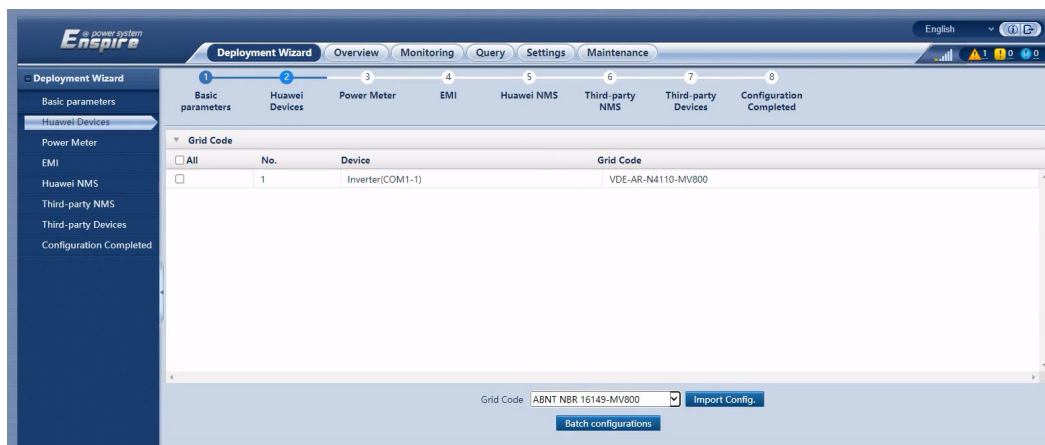 @ power system
Enspire
English
Deployment Wizard
Overview
Monitoring
Query
Settings
Maintenance
1
0
0
Deployment Wizard
Basic parameters
Huawei Devices
Power Meter
EMI
Huawei NMS
Third-party NMS
Third-party Devices
Configuration Completed
1
2
3
4
5
6
7
8
Basic parameters
Huawei Devices
Power Meter
EMI
Huawei NMS
Third-party NMS
Third-party Devices
Configuration Completed
Grid Code
All No. Device Grid Code
1 Inverter(COM1-1) VDE-AR-N4110-MV800
Grid Code ABNT NBR 16149-MV800 Import Config.
Batch configurations